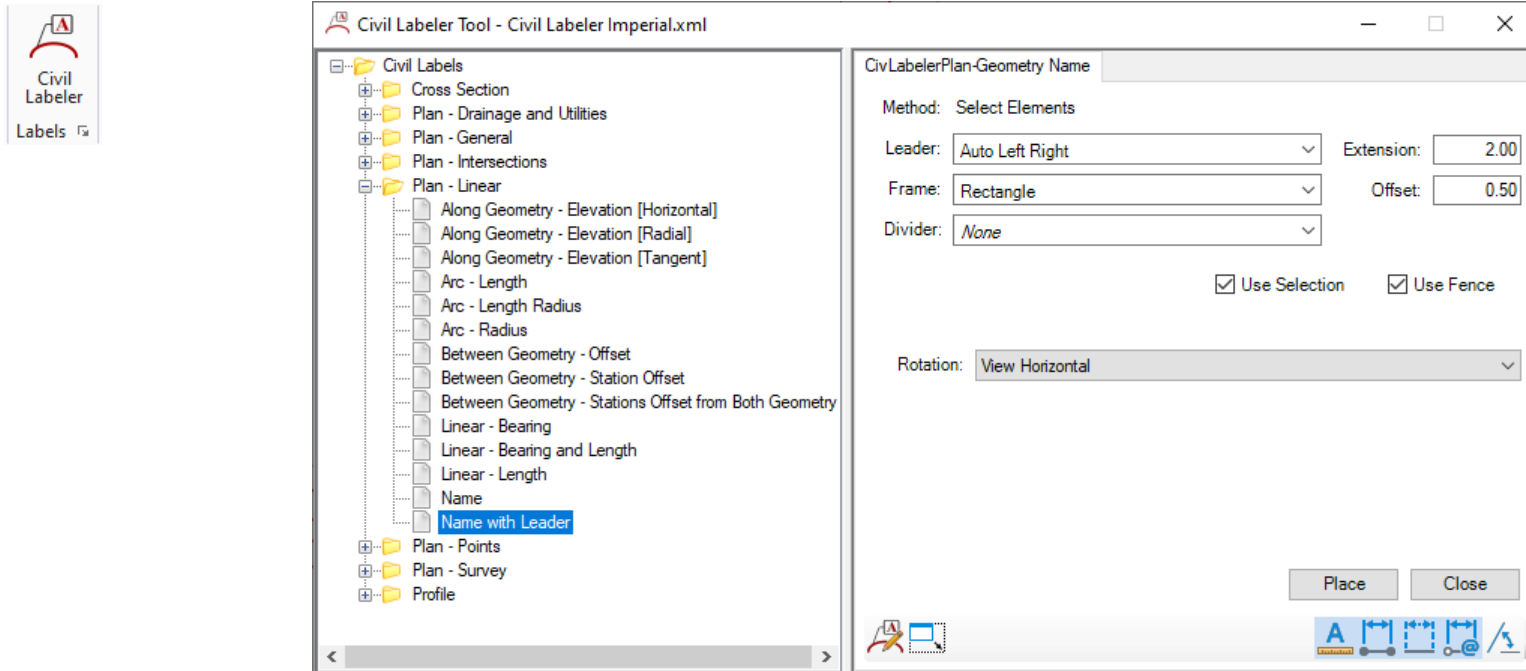 Civil
Labeler
Labels
Civil Labeler Tool - Civil Labeler Imperial.xml
Civil Labels
Cross Section
Plan - Drainage and Utilities
Plan - General
Plan - Intersections
Plan - Linear
Along Geometry - Elevation [Horizontal]
Along Geometry - Elevation [Radial]
Along Geometry - Elevation [Tangent]
Arc - Length
Arc - Length Radius
Arc - Radius
Between Geometry - Offset
Between Geometry - Station Offset
Between Geometry - Stations Offset from Both Geometry
Linear - Bearing
Linear - Bearing and Length
Linear - Length
Name
Name with Leader
Plan - Points
Plan - Survey
Profile
CivLabelerPlan-Geometry Name
Method: Select Elements
Leader: Auto Left Right Extension: 2.00
Frame: Rectangle Offset: 0.50
Divider: None
Use Selection Use Fence
Rotation: View Horizontal
Place Close